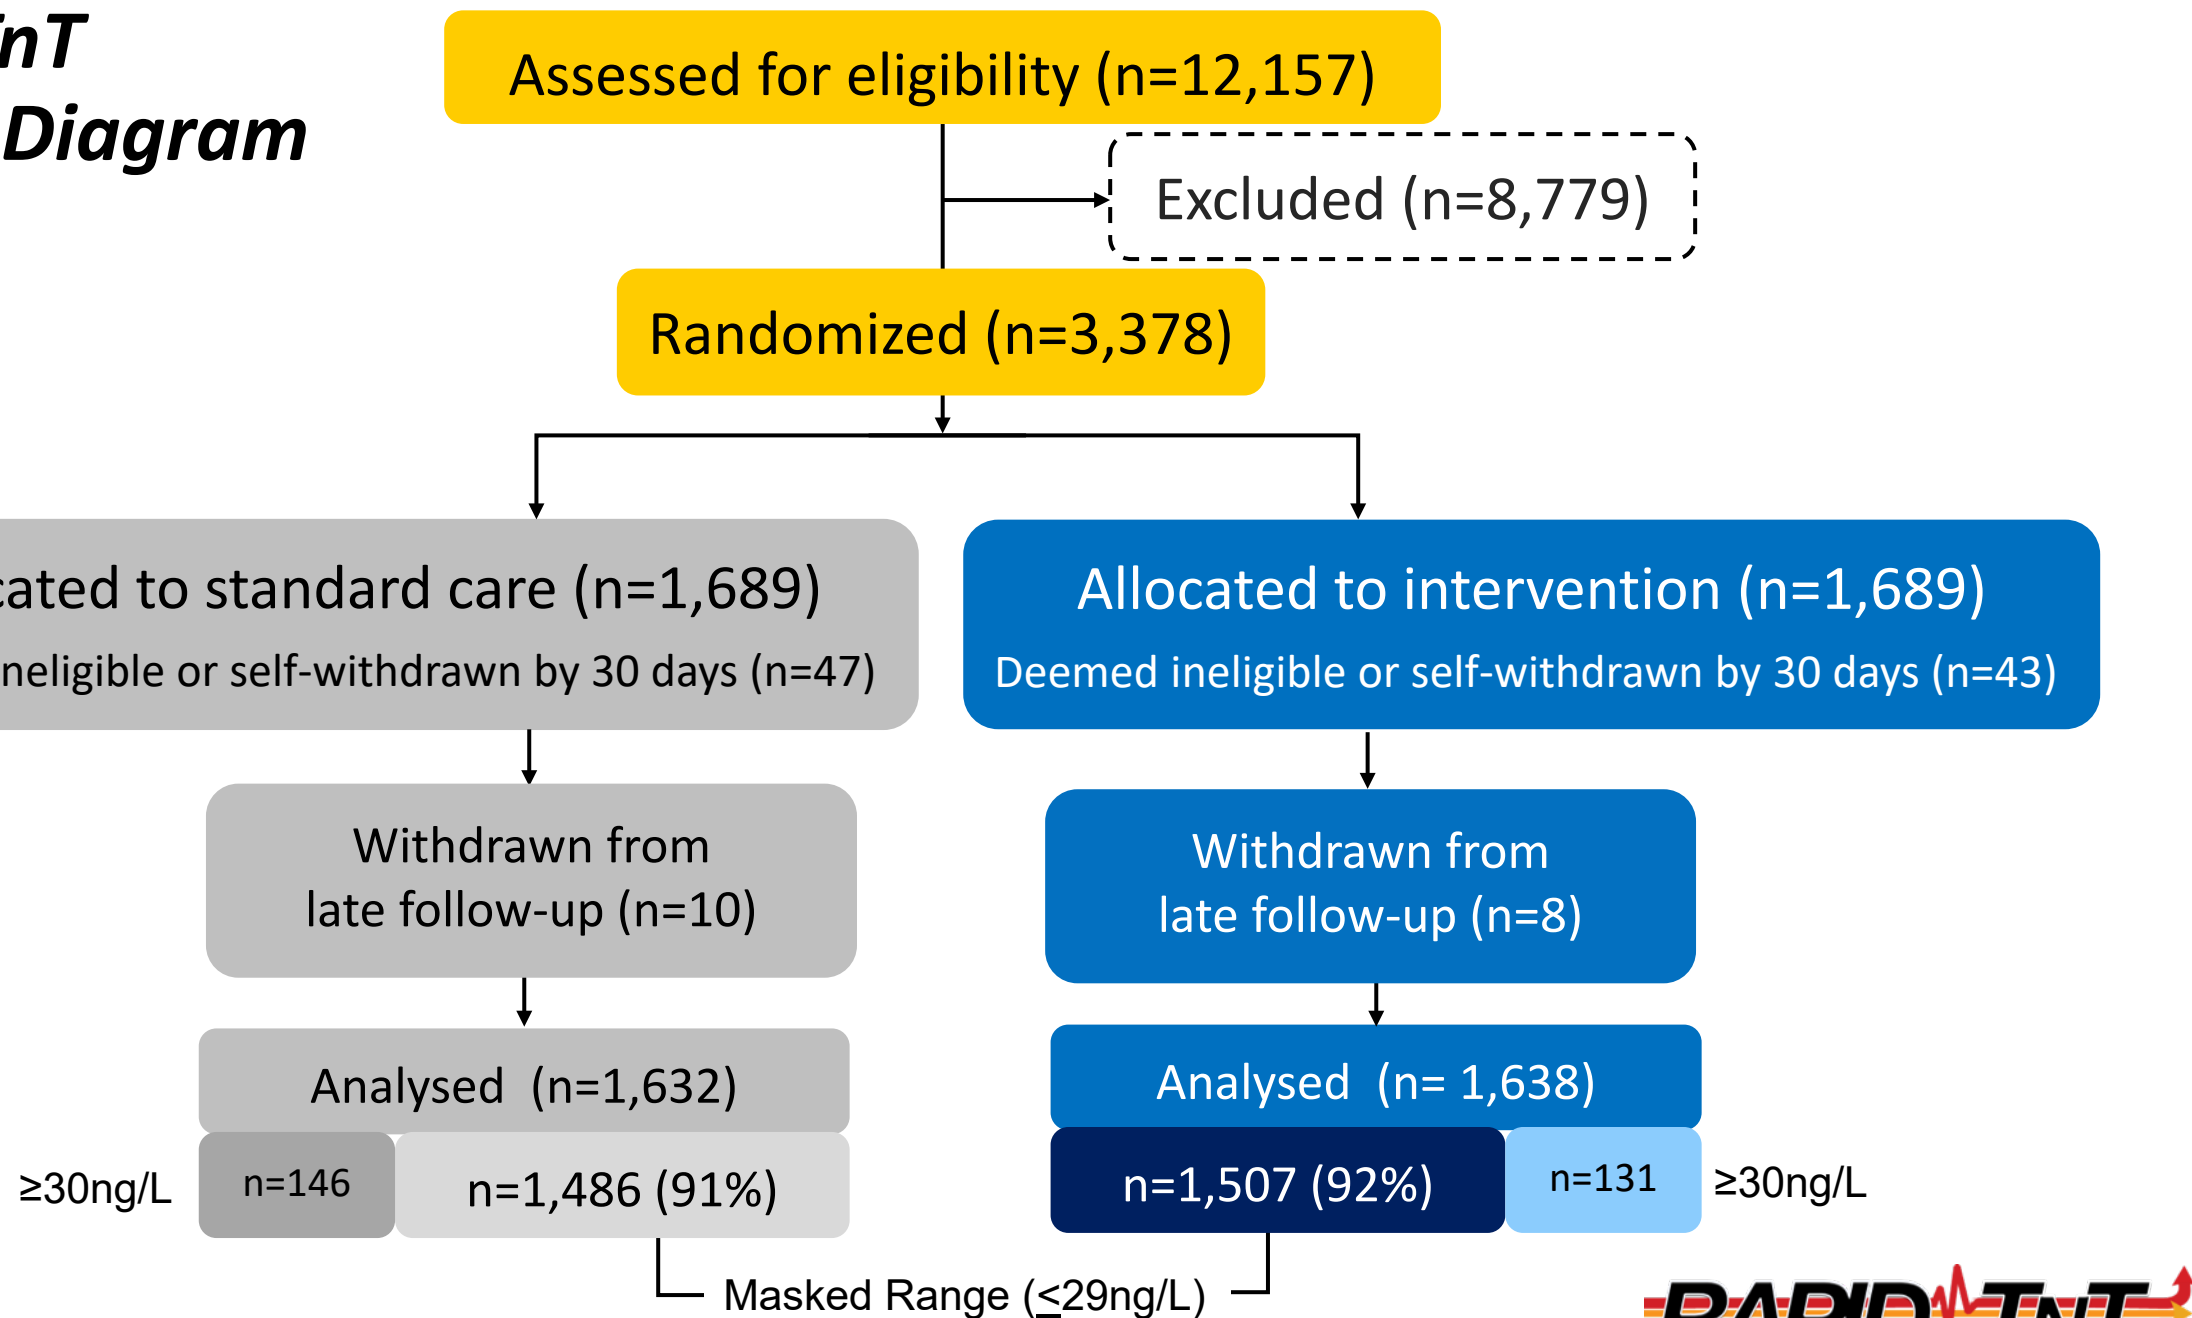 TnT
Diagram
Assessed for eligibility (n=12,157)
Excluded (n=8,779)
Randomized (n=3,378)
cated to standard care (n=1,689)
neligible or self-withdrawn by 30 days (n=47)
Allocated to intervention (n=1,689)
Deemed ineligible or self-withdrawn by 30 days (n=43)
Withdrawn from
late follow-up (n=10)
Withdrawn from
late follow-up (n=8)
Analysed (n=1,632)
Analysed (n= 1,638)
≥30ng/L
n=146
n=1,486 (91%)
n=1,507 (92%)
n=131
≥30ng/L
Masked Range (≤29ng/L)
RAPID TnT